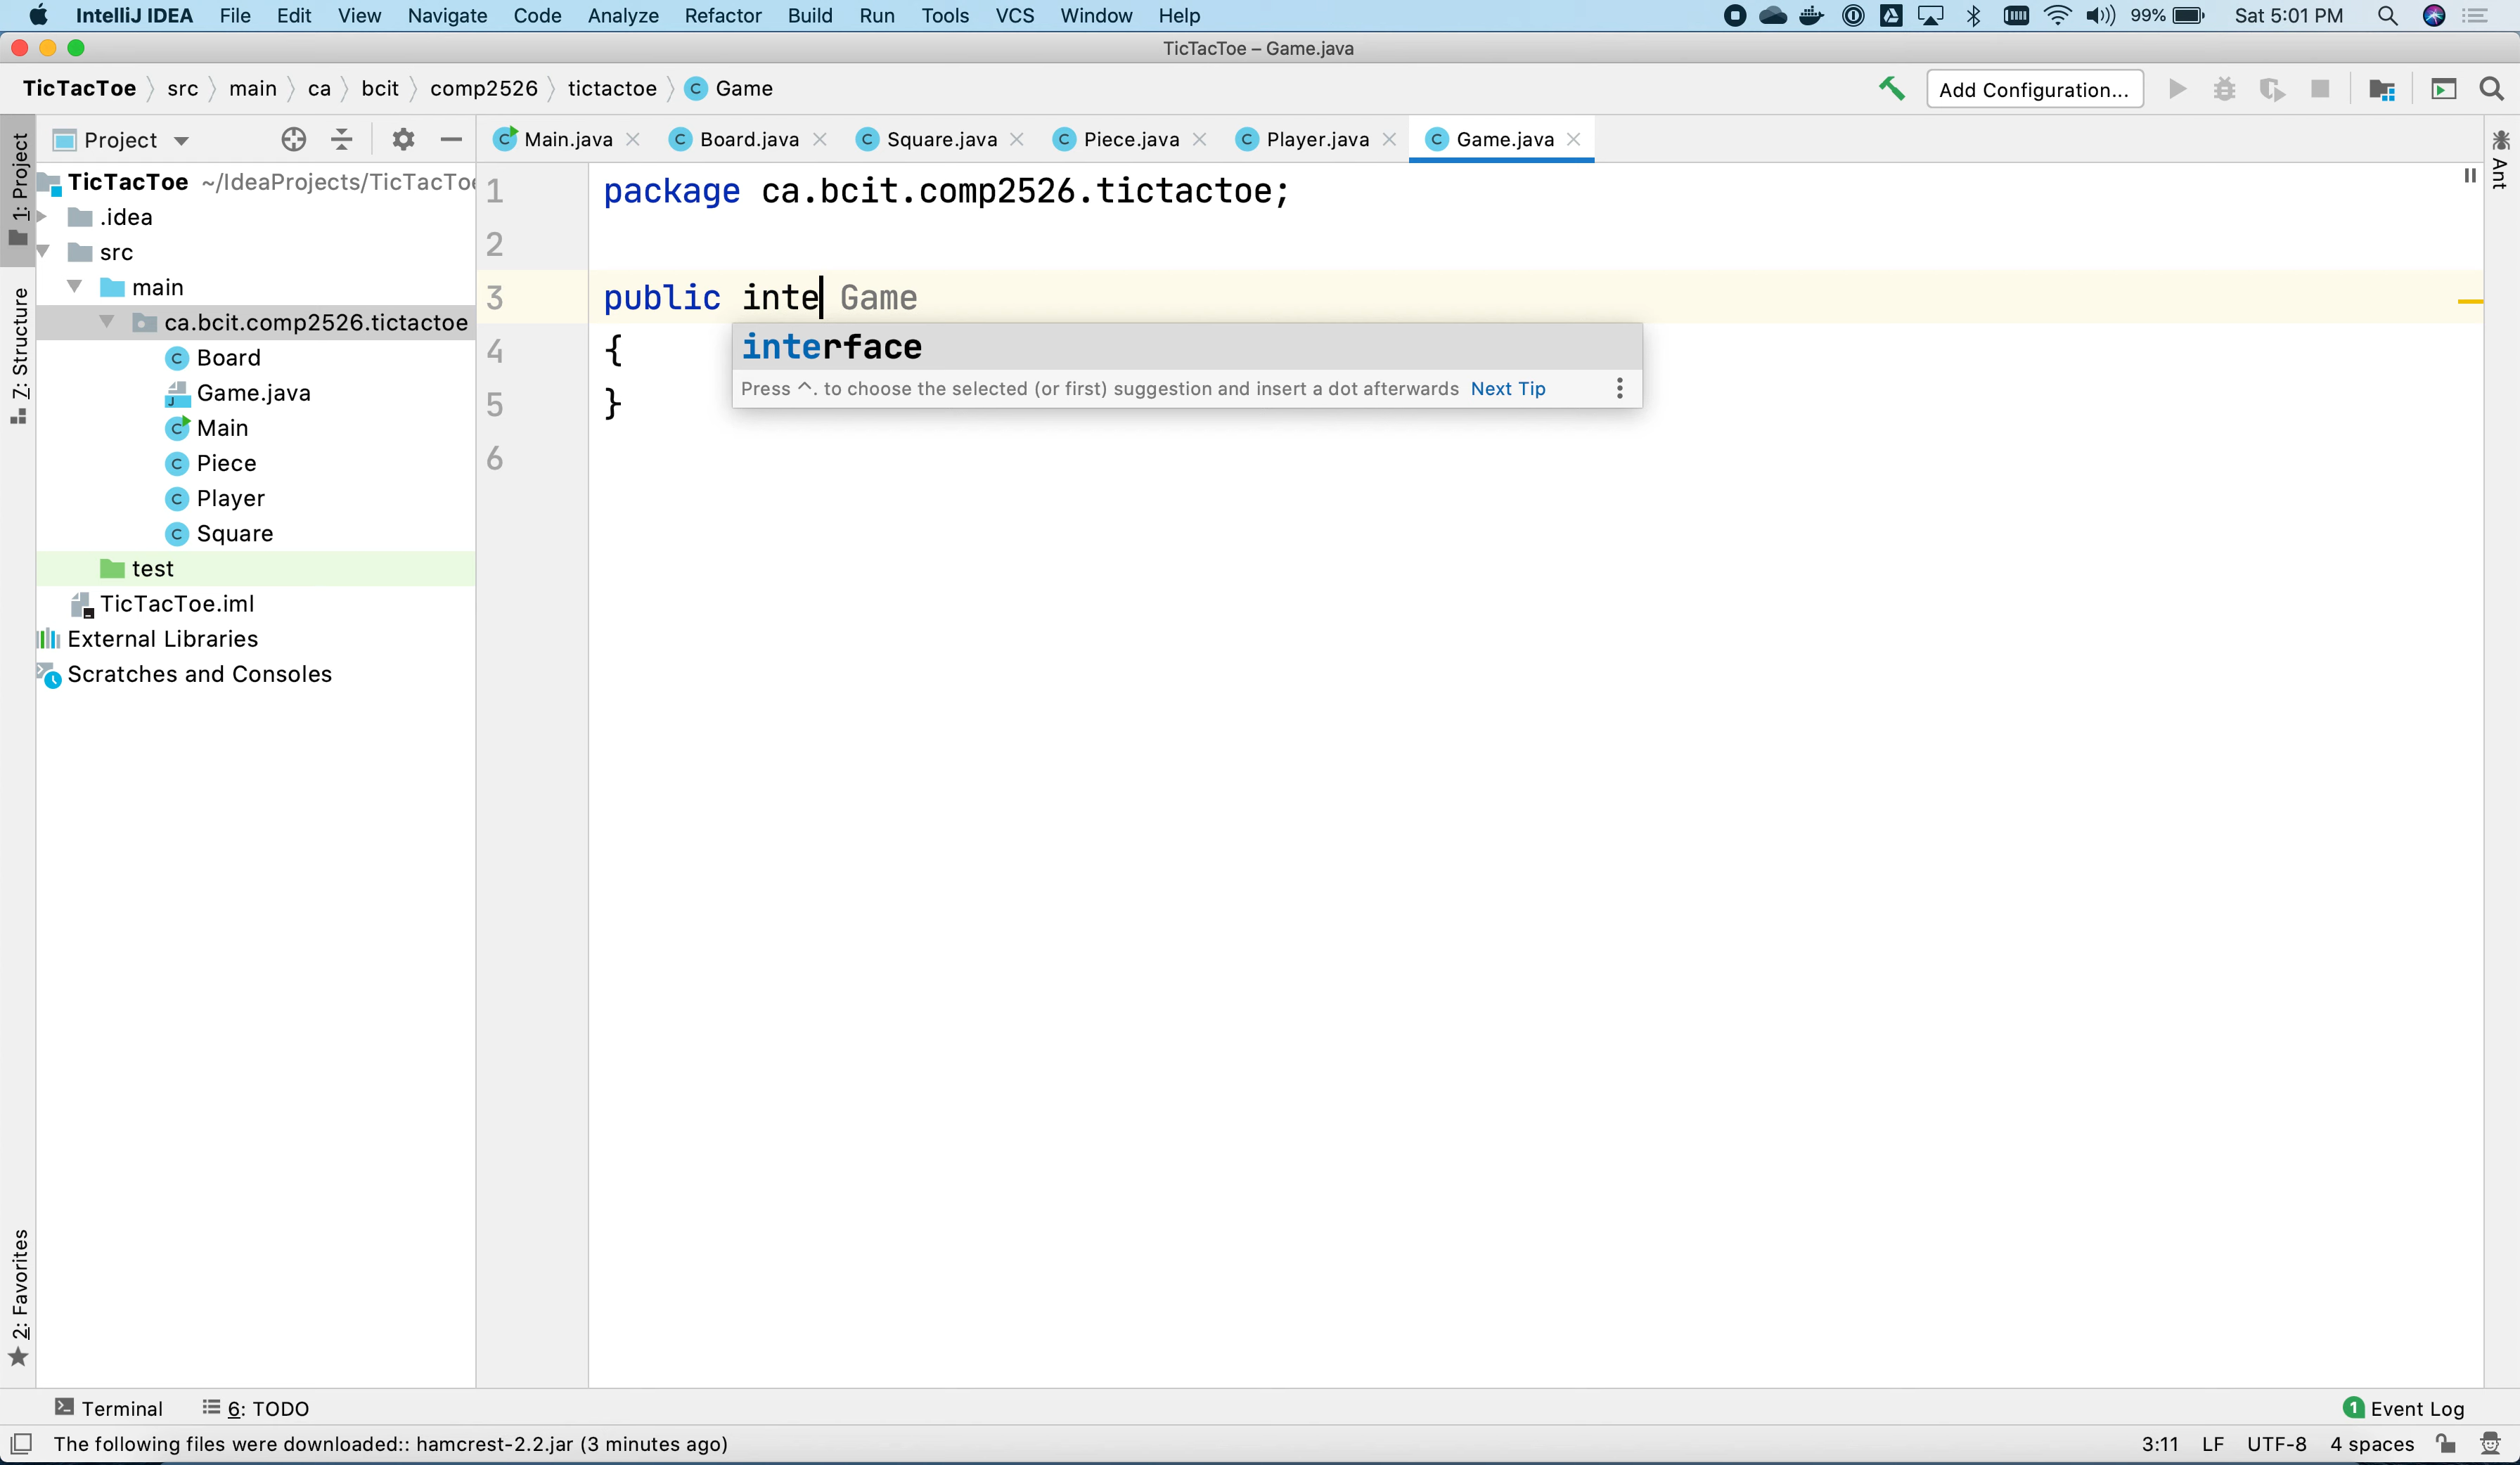 IntelliJ IDEA File Edit View Navigate Code Analyze Refactor Build Run Tools VCS Window Help 99% Sat 5:01 PM
TicTacToe – Game.java
TicTacToe src main ca bcit comp2526 tictactoe Game Add Configuration...
Project
Main.java Board.java Square.java Piece.java Player.java Game.java
1: Project
7: Structure
2: Favorites
TicTacToe ~/IdeaProjects/TicTacToe
.idea
src
main
ca.bcit.comp2526.tictactoe
Board
Game.java
Main
Piece
Player
Square
test
TicTacToe.iml
External Libraries
Scratches and Consoles
1 package ca.bcit.comp2526.tictactoe;
2
3 public inte Game
4 {
5 }
6
interface
Press ^. to choose the selected (or first) suggestion and insert a dot afterwards Next Tip
Ant
Terminal 6: TODO 1 Event Log
The following files were downloaded:: hamcrest-2.2.jar (3 minutes ago) 3:11 LF UTF-8 4 spaces